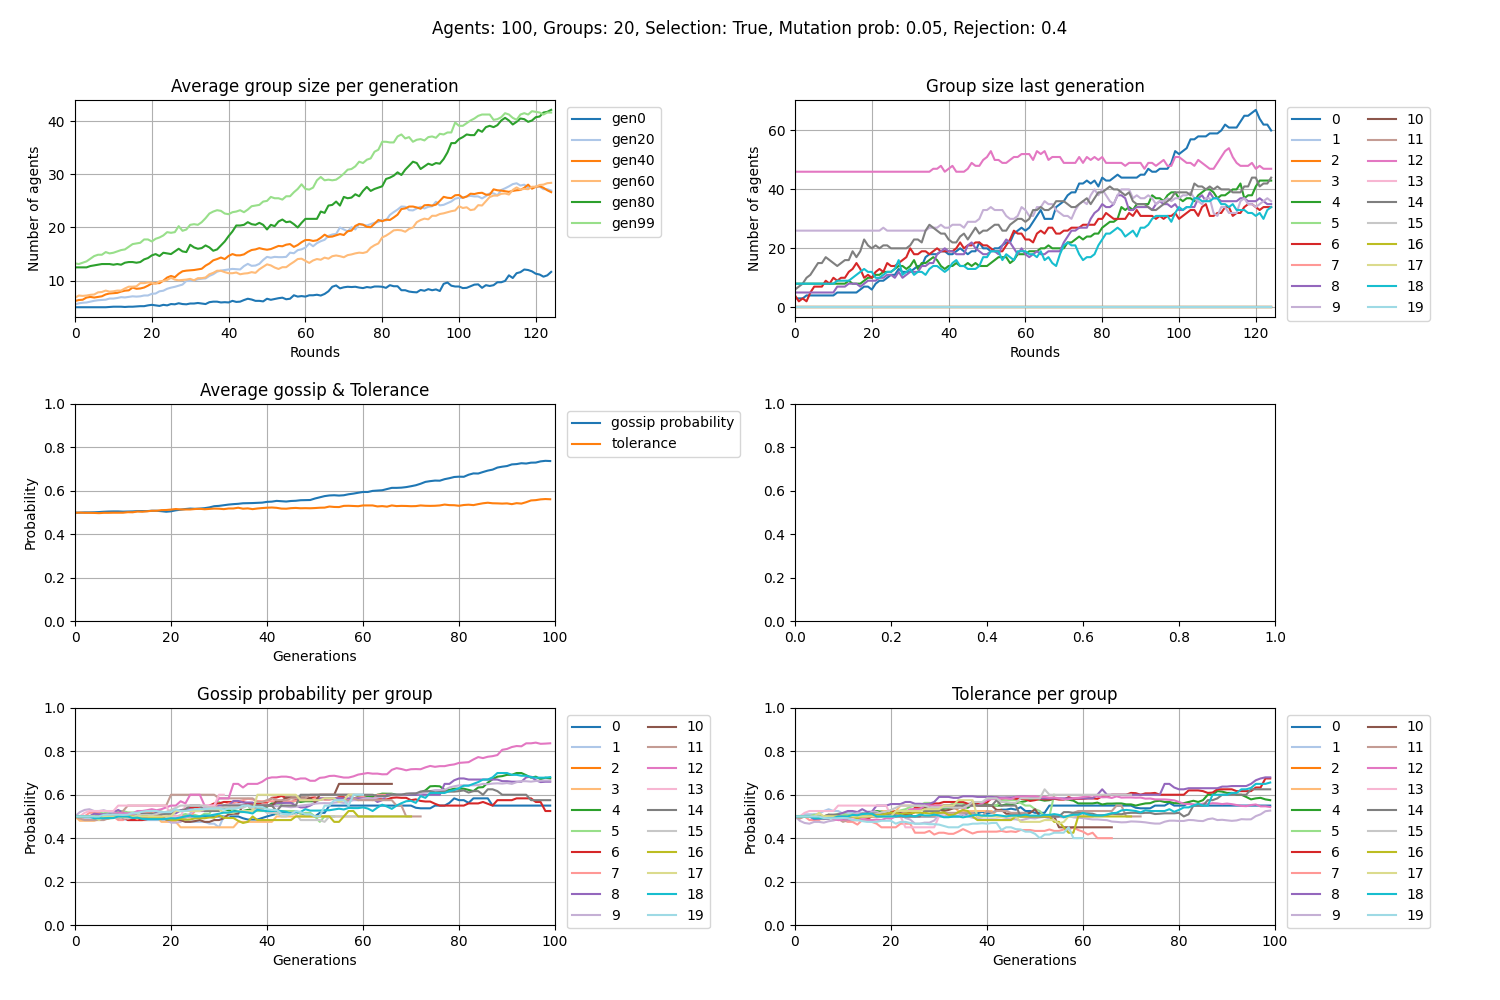 Agents: 100, Groups: 20, Selection: True, Mutation prob: 0.05, Rejection: 0.4
Average group size per generation
Number of agents
40
30
20
10
0 20 40 60 80 100 120
Rounds
gen0
gen20
gen40
gen60
gen80
gen99
Group size last generation
Number of agents
60
40
20
0
0 20 40 60 80 100 120
Rounds
0 10
1 11
2 12
3 13
4 14
5 15
6 16
7 17
8 18
9 19
Average gossip & Tolerance
Probability
1.0
0.8
0.6
0.4
0.2
0.0
0 20 40 60 80 100
Generations
gossip probability
tolerance
1.0
0.8
0.6
0.4
0.2
0.0
0.0 0.2 0.4 0.6 0.8 1.0
Gossip probability per group
Probability
1.0
0.8
0.6
0.4
0.2
0.0
0 20 40 60 80 100
Generations
0 10
1 11
2 12
3 13
4 14
5 15
6 16
7 17
8 18
9 19
Tolerance per group
Probability
1.0
0.8
0.6
0.4
0.2
0.0
0 20 40 60 80 100
Generations
0 10
1 11
2 12
3 13
4 14
5 15
6 16
7 17
8 18
9 19